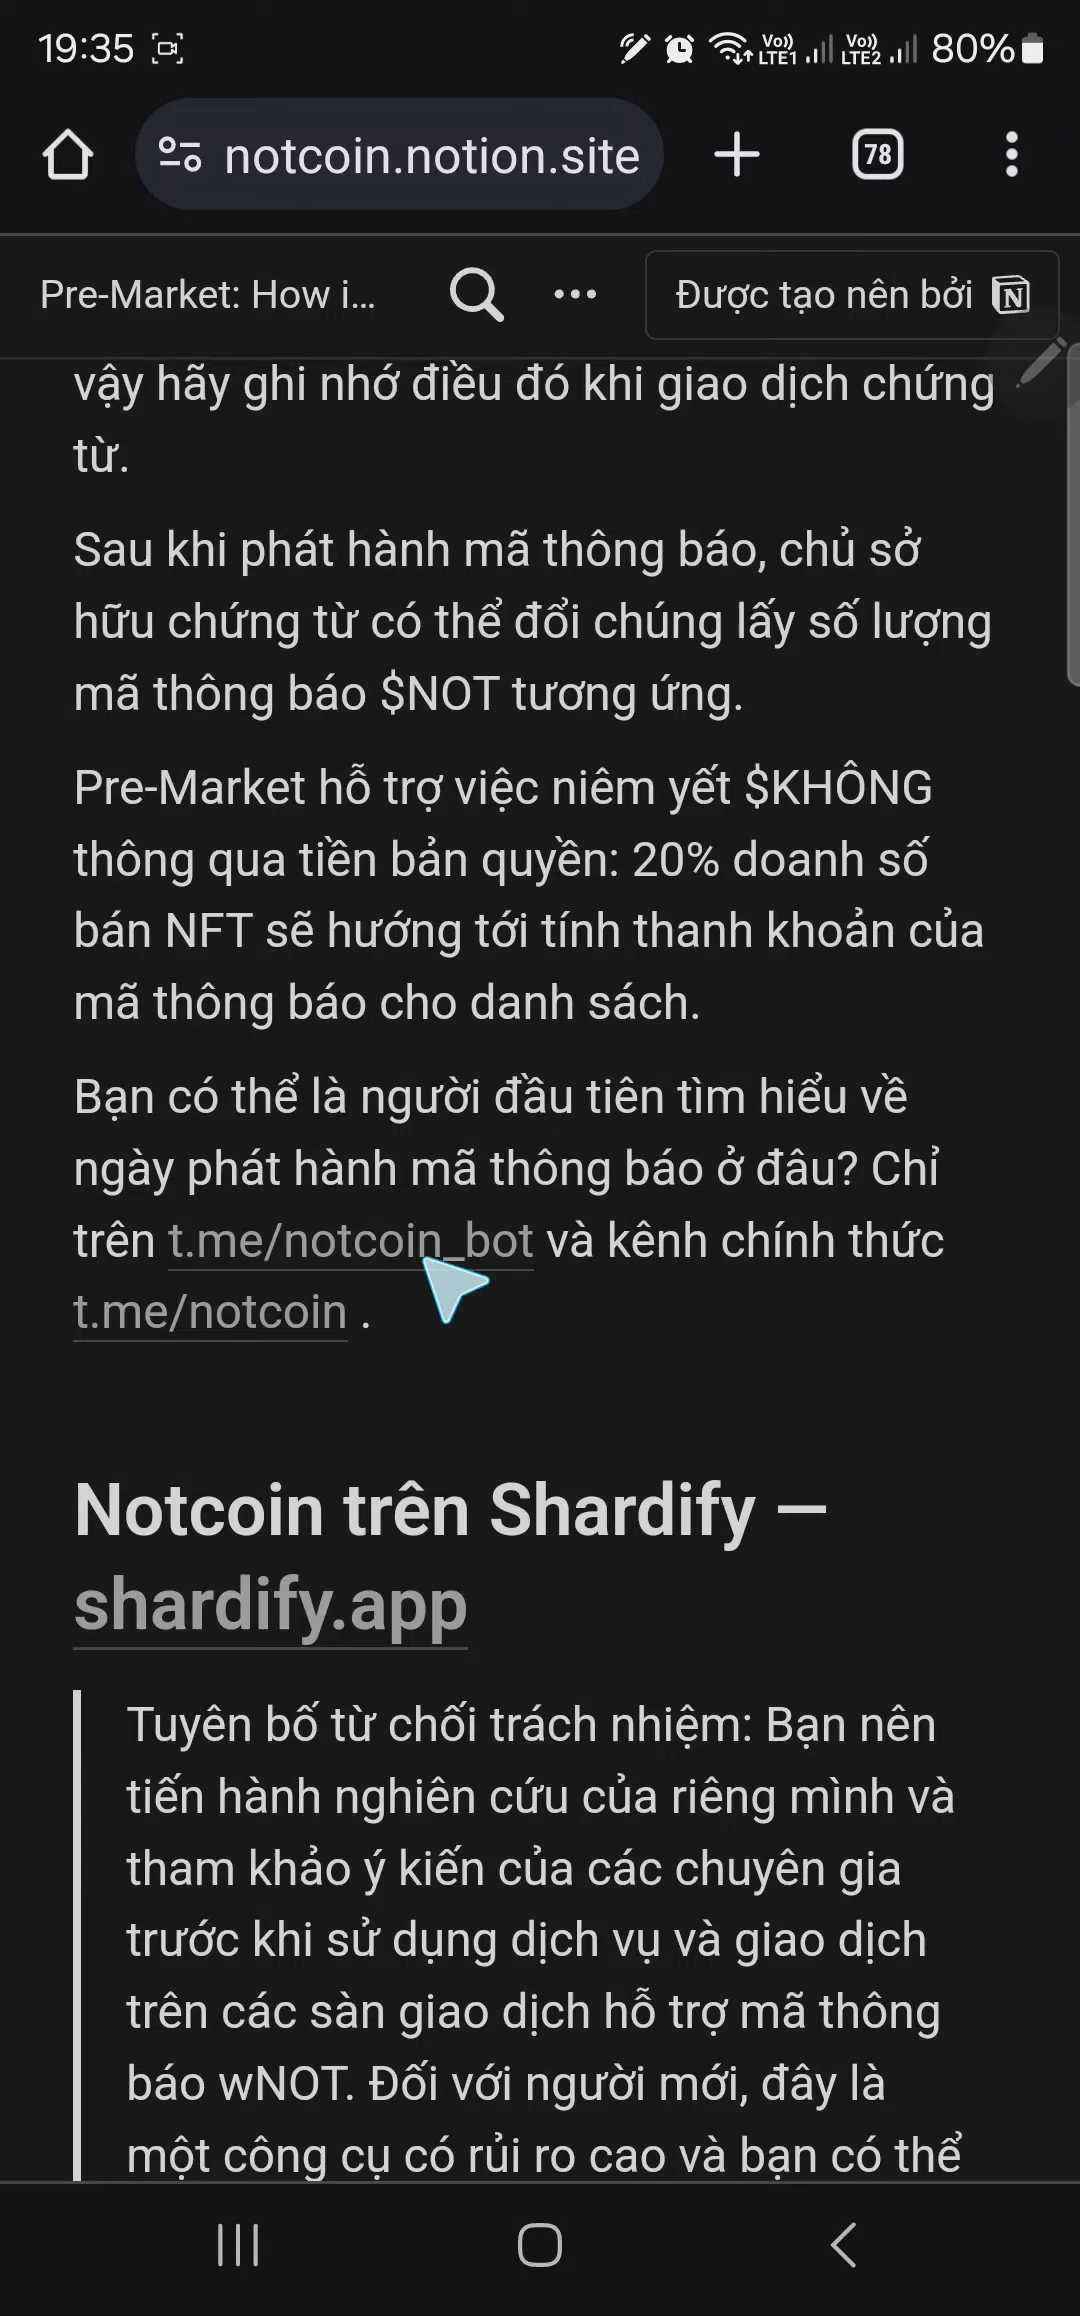 19:35
Vo)) LTE1
Vo)) LTE2
80%
notcoin.notion.site
78
Pre-Market: How i...
Được tạo nên bởi
vậy hãy ghi nhớ điều đó khi giao dịch chứng
từ.
Sau khi phát hành mã thông báo, chủ sở
hữu chứng từ có thể đổi chúng lấy số lượng
mã thông báo $NOT tương ứng.
Pre-Market hỗ trợ việc niêm yết $KHÔNG
thông qua tiền bản quyền: 20% doanh số
bán NFT sẽ hướng tới tính thanh khoản của
mã thông báo cho danh sách.
Bạn có thể là người đầu tiên tìm hiểu về
ngày phát hành mã thông báo ở đâu? Chỉ
trên t.me/notcoin_bot và kênh chính thức
t.me/notcoin .
Notcoin trên Shardify —
shardify.app
Tuyên bố từ chối trách nhiệm: Bạn nên
tiến hành nghiên cứu của riêng mình và
tham khảo ý kiến của các chuyên gia
trước khi sử dụng dịch vụ và giao dịch
trên các sàn giao dịch hỗ trợ mã thông
báo wNOT. Đối với người mới, đây là
một công cụ có rủi ro cao và bạn có thể